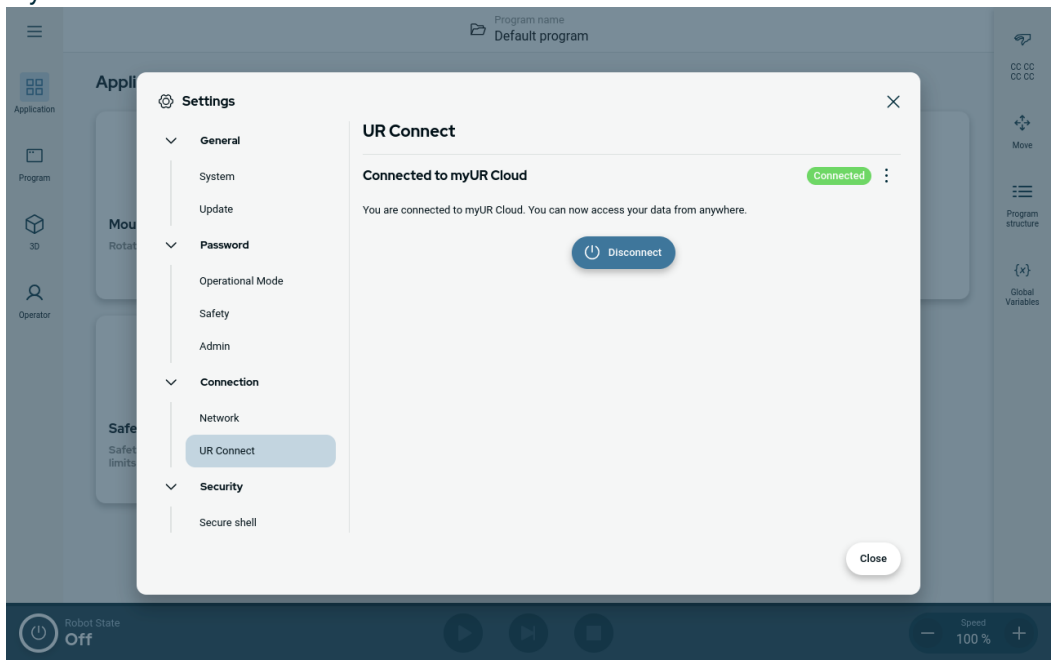 Program name
Default program
Application
Program
3D
Operator
Appli
Mou
Rotat
Safe
Safet
limits
Settings
General
System
Update
Password
Operational Mode
Safety
Admin
Connection
Network
UR Connect
Security
Secure shell
UR Connect
Connected to myUR Cloud
Connected
You are connected to myUR Cloud. You can now access your data from anywhere.
Disconnect
Close
CC CC
CC CC
Move
Program
structure
{x}
Global
Variables
Robot State
Off
Speed
100 %